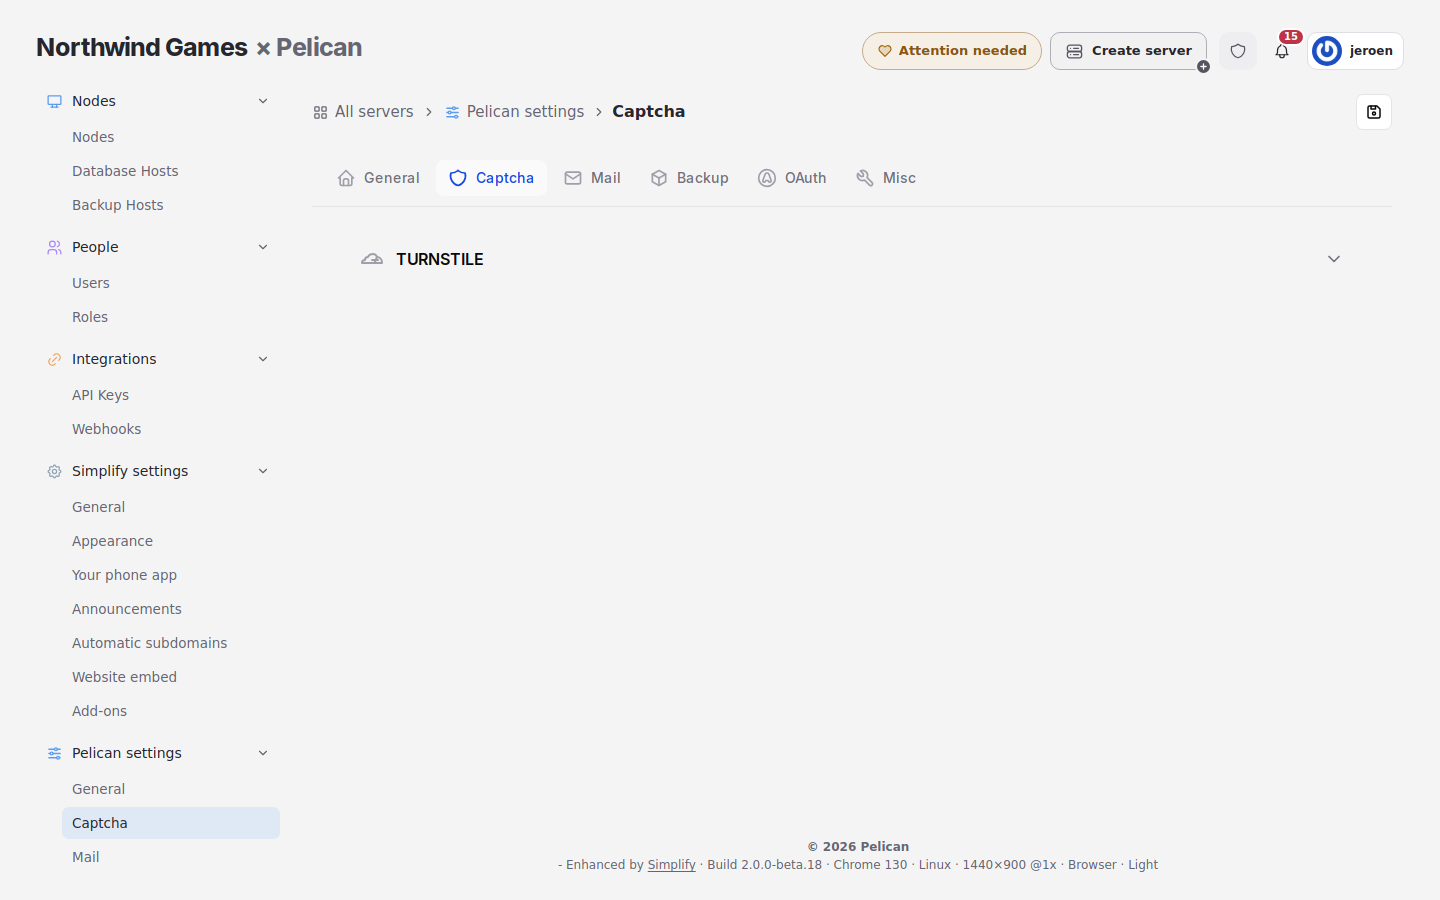 Northwind Games × Pelican
Attention needed
Create server
15
jeroen
Nodes
Nodes
Database Hosts
Backup Hosts
People
Users
Roles
Integrations
API Keys
Webhooks
Simplify settings
General
Appearance
Your phone app
Announcements
Automatic subdomains
Website embed
Add-ons
Pelican settings
General
Captcha
Mail
All servers
Pelican settings
Captcha
General
Captcha
Mail
Backup
OAuth
Misc
TURNSTILE
© 2026 Pelican
- Enhanced by Simplify · Build 2.0.0-beta.18 · Chrome 130 · Linux · 1440×900 @1x · Browser · Light